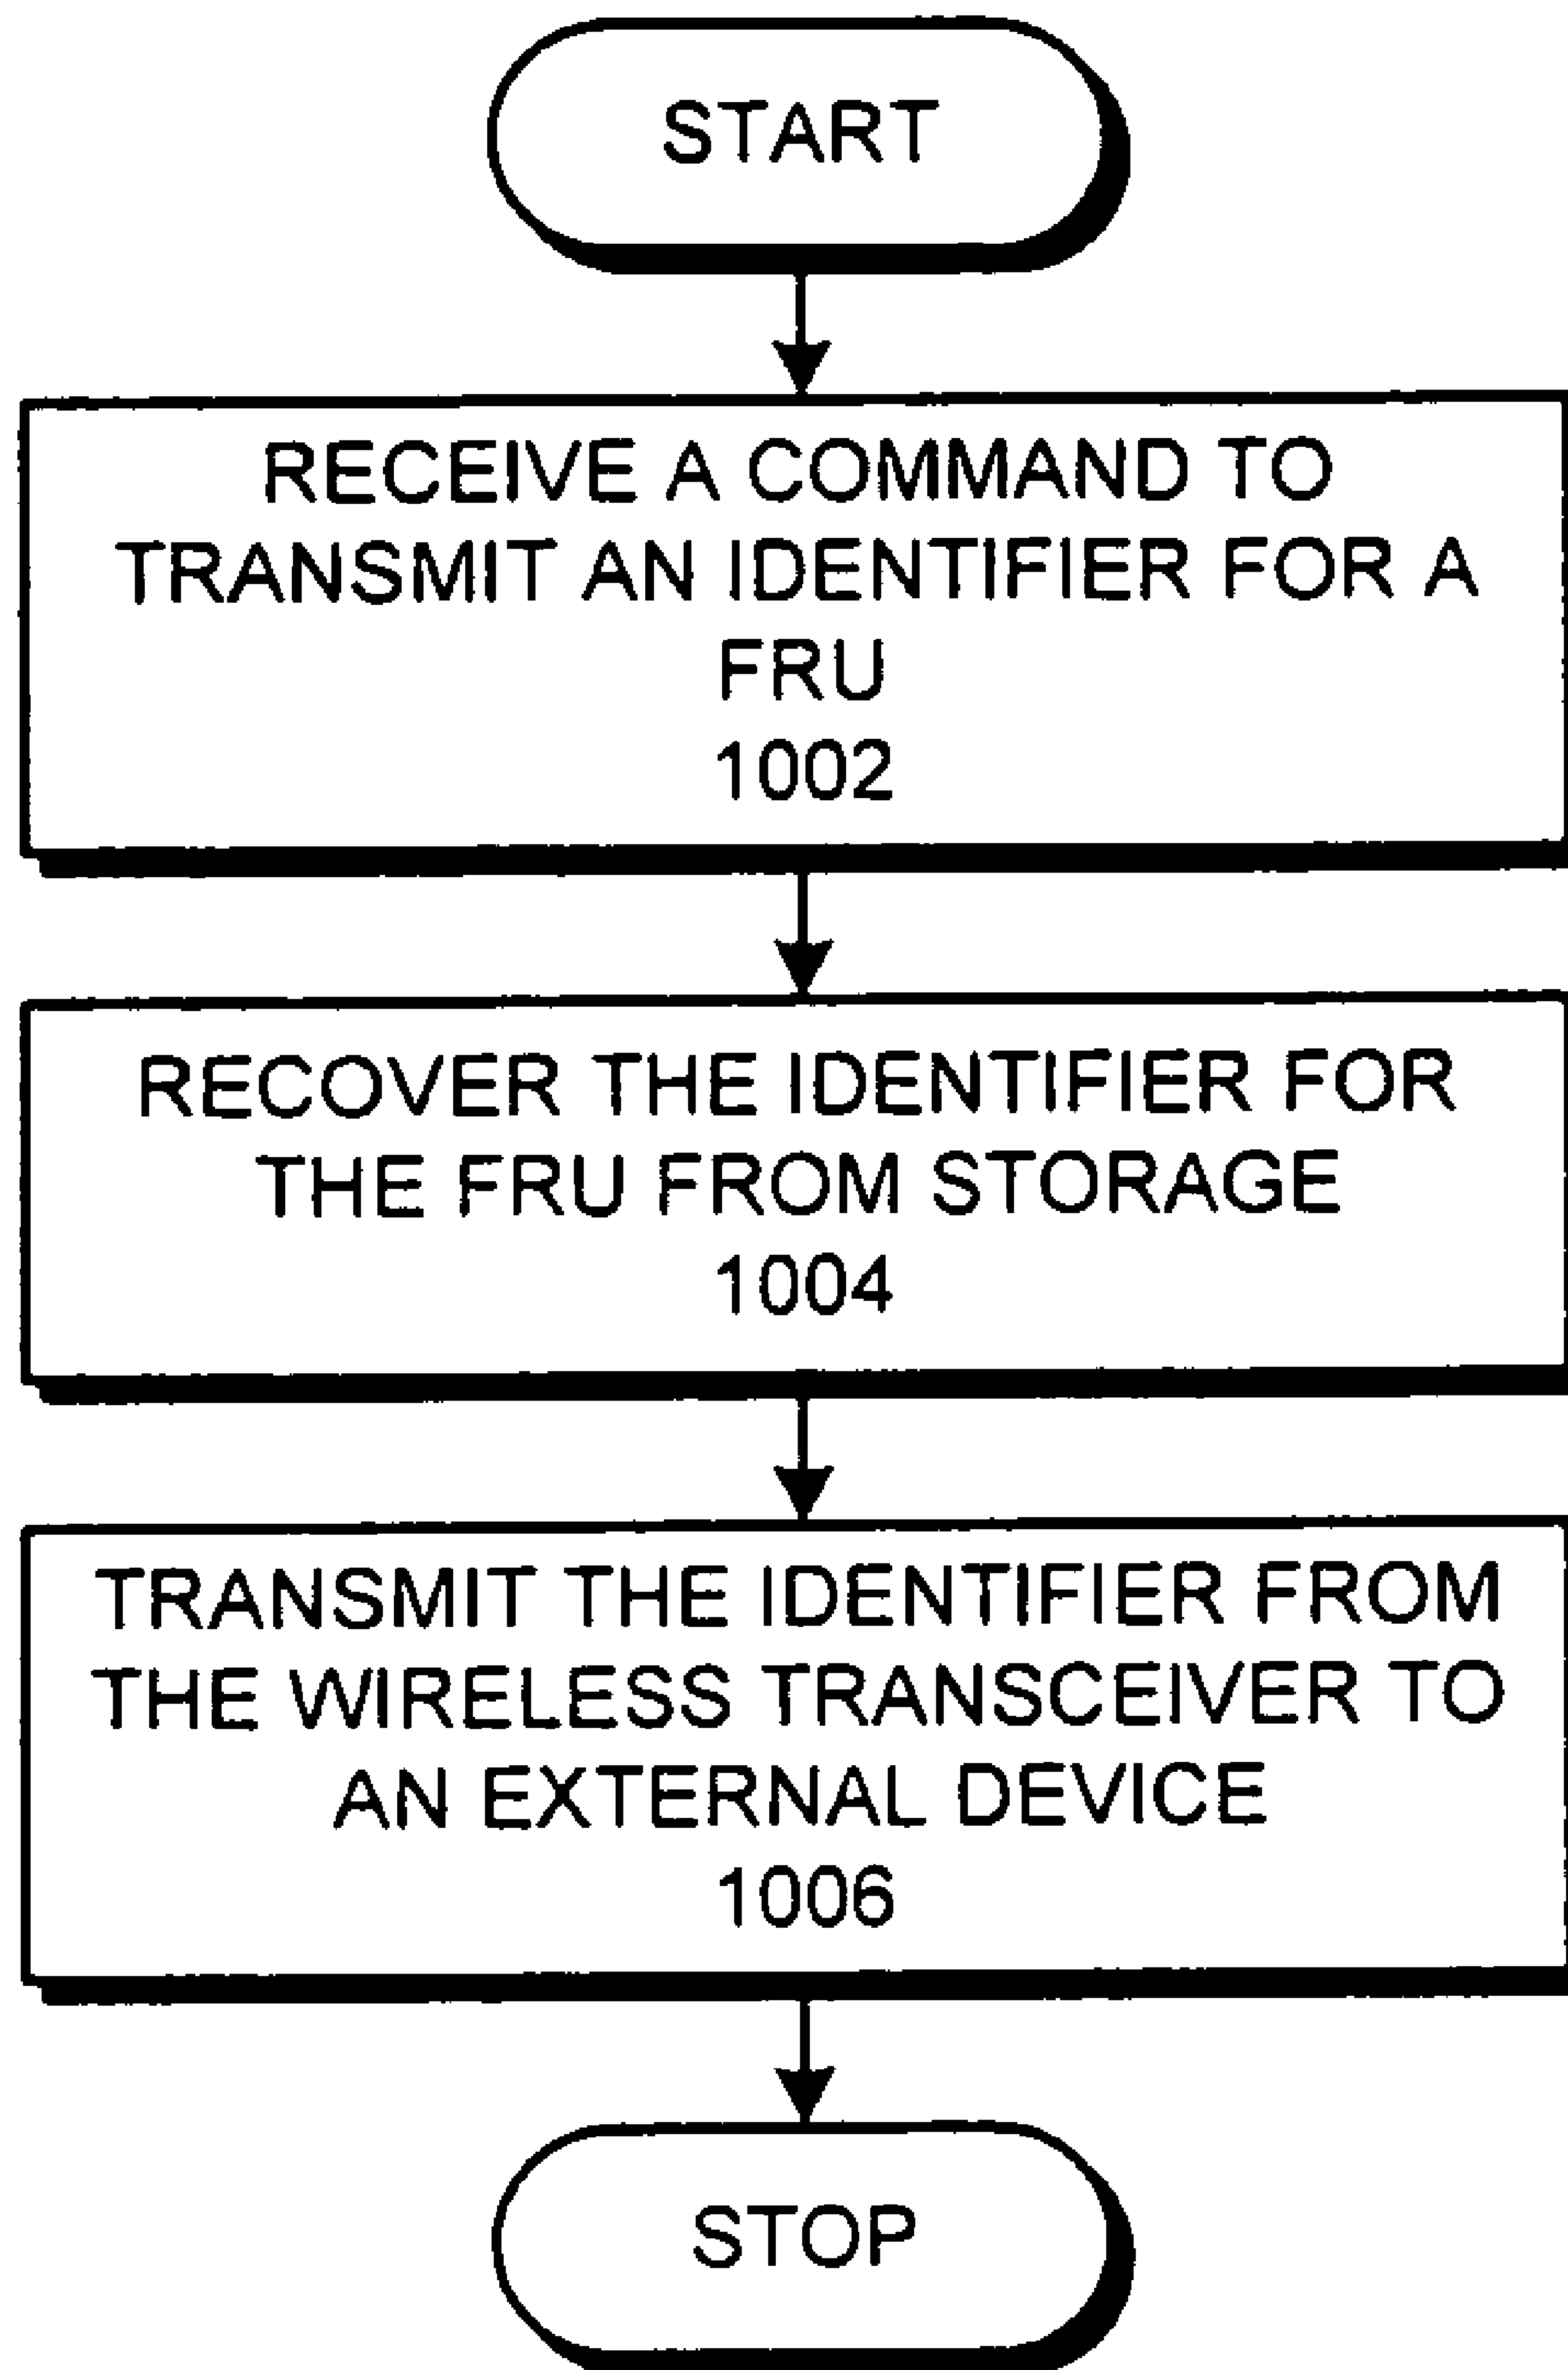 START
RECEIVE A COMMAND TO
TRANSMIT AN IDENTIFIER FOR A
FRU
1002
RECOVER THE IDENTIFIER FOR
THE FRU FROM STORAGE
1004
TRANSMIT THE IDENTIFIER FROM
THE WIRELESS TRANSCEIVER TO
AN EXTERNAL DEVICE
1006
STOP